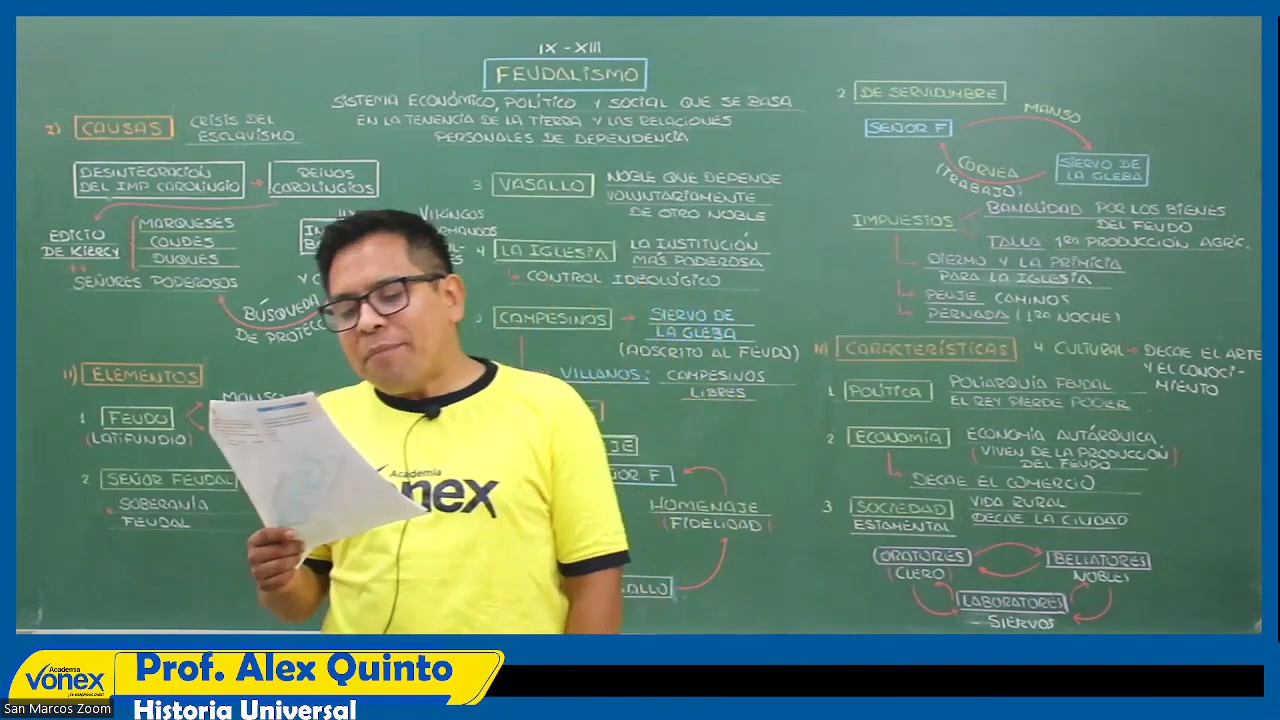 IX - XIII
FEUDALISMO
SISTEMA ECONÓMICO, POLÍTICO Y SOCIAL QUE SE BASA
EN LA TENENCIA DE LA TIERRA Y LAS RELACIONES
PERSONALES DE DEPENDENCIA
I) CAUSAS
CRISIS DEL
ESCLAVISMO
DESINTEGRACIÓN
DEL IMP CAROLINGIO
REINOS
CAROLINGIOS
EDICTO
DE KIERCY
MARQUESES
CONDES
DUQUES
SEÑORES PODEROSOS
VIKINGOS
BÚSQUEDA
DE
II) ELEMENTOS
1 FEUDO
(LATIFUNDIO)
2 SEÑOR FEUDAL
SOBERANÍA
FEUDAL
3 VASALLO
NOBLE QUE DEPENDE
VOLUNTARIAMENTE
DE OTRO NOBLE
4 LA IGLESIA
LA INSTITUCIÓN
MÁS PODEROSA
CONTROL IDEOLÓGICO
CAMPESINOS
SIERVO DE
LA GLEBA
(ADSCRITO AL FEUDO)
VILLANOS: CAMPESINOS
LIBRES
F
HOMENAJE
(FIDELIDAD)
2 DE SERVIDUMBRE
SEÑOR F
MANSO
CORVEA
(TRABAJO)
SIERVO DE
LA GLEBA
IMPUESTOS
BANALIDAD POR LOS BIENES
DEL FEUDO
TALLA 1RA PRODUCCIÓN AGRÍC.
DIEZMO Y LA PRIMICIA
PARA LA IGLESIA
PEAJE CAMINOS
PERNADA (1RA NOCHE)
CARACTERÍSTICAS
1 POLÍTICA
POLIARQUÍA FEUDAL
EL REY PIERDE PODER
2 ECONOMÍA
ECONOMÍA AUTÁRQUICA
(VIVEN DE LA PRODUCCIÓN
DEL FEUDO)
DECAE EL COMERCIO
3 SOCIEDAD
ESTAMENTAL
VIDA RURAL
DECAE LA CIUDAD
ORATORES
(CLERO)
BELLATORES
NOBLES
LABORATORES
SIERVOS
4 CULTURAL
DECAE EL ARTE
Y EL CONOCI-
MIENTO
Academia
vonex
Academia
vonex
Prof. Alex Quinto
Historia Universal
San Marcos Zoom